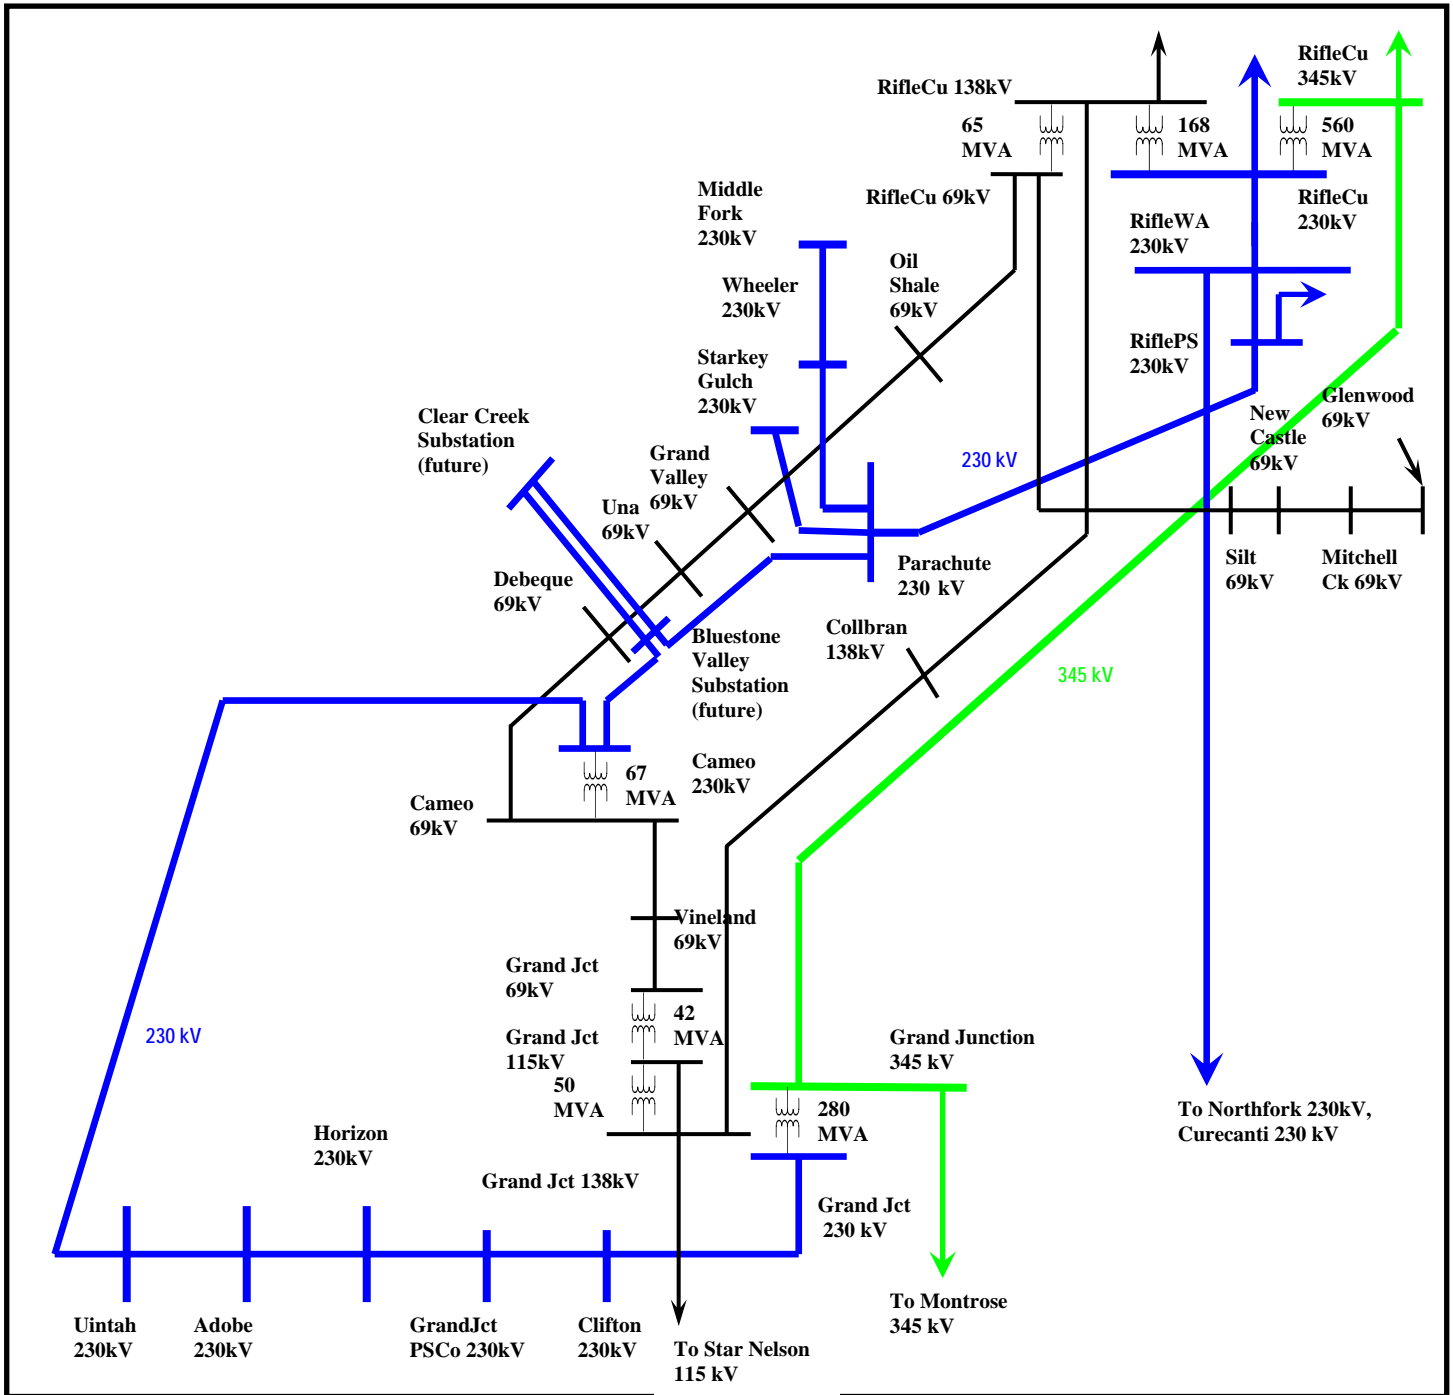 RifleCu
345kV
RifleCu 138kV
65
MVA
168
MVA
560
MVA
Middle
Fork
230kV
RifleCu 69kV
RifleCu
230kV
RifleWA
230kV
Oil
Shale
69kV
Wheeler
230kV
RiflePS
230kV
Starkey
Gulch
230kV
Glenwood
69kV
Clear Creek
Substation
(future)
New
Castle
69kV
Grand
Valley
69kV
230 kV
Una
69kV
Debeque
69kV
Parachute
230 kV
Silt
69kV
Mitchell
Ck 69kV
Collbran
138kV
Bluestone
Valley
Substation
(future)
345 kV
Cameo
230kV
67
MVA
Cameo
69kV
Vineland
69kV
Grand Jct
69kV
42
MVA
230 kV
Grand Jct
115kV
50
MVA
Grand Junction
345 kV
280
MVA
To Northfork 230kV,
Curecanti 230 kV
Horizon
230kV
Grand Jct 138kV
Grand Jct
230 kV
To Montrose
345 kV
Uintah
230kV
Adobe
230kV
GrandJct
PSCo 230kV
Clifton
230kV
To Star Nelson
115 kV